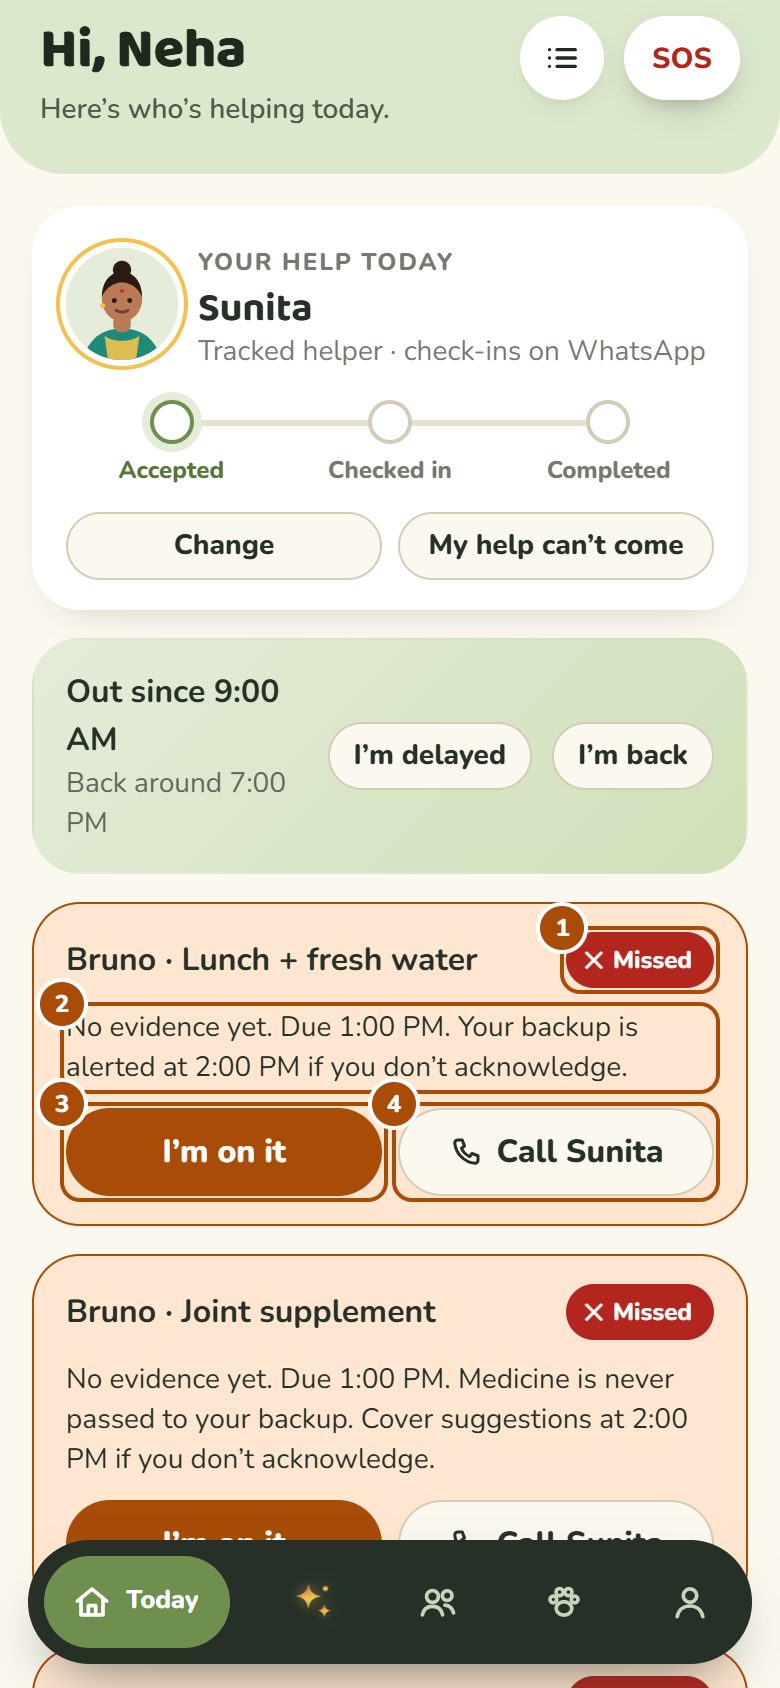 Hi, Neha
SOS
Here’s who’s helping today.
YOUR HELP TODAY
Sunita
Tracked helper · check-ins on WhatsApp
Accepted
Checked in
Completed
Change
My help can’t come
Out since 9:00
AM
Back around 7:00
PM
I’m delayed
I’m back
1
Bruno · Lunch + fresh water
Missed
2
No evidence yet. Due 1:00 PM. Your backup is
alerted at 2:00 PM if you don’t acknowledge.
3
4
I’m on it
Call Sunita
Bruno · Joint supplement
Missed
No evidence yet. Due 1:00 PM. Medicine is never
passed to your backup. Cover suggestions at 2:00
PM if you don’t acknowledge.
I’m on it
Call Sunita
Today